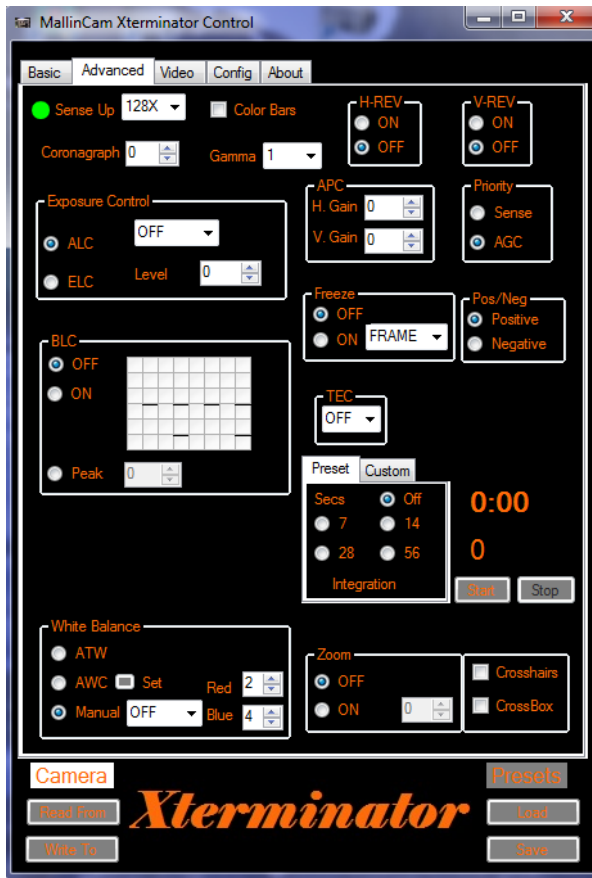 MallinCam Xterminator Control
Basic Advanced Video Config About
Sense Up 128X Color Bars
H-REV
ON
OFF
V-REV
ON
OFF
Coronagraph 0 Gamma 1
Exposure Control
ALC OFF
ELC Level 0
APC
H. Gain 0
V. Gain 0
Priority
Sense
AGC
Freeze
OFF
ON FRAME
Pos/Neg
Positive
Negative
BLC
OFF
ON
Peak 0
TEC
OFF
Preset Custom
Secs Off
7 14
28 56
Integration
0:00
0
Start Stop
White Balance
ATW
AWC Set Red 2
Manual OFF Blue 4
Zoom
OFF
ON 0
Crosshairs
CrossBox
Camera
Read From
Write To
Xterminator
Presets
Load
Save